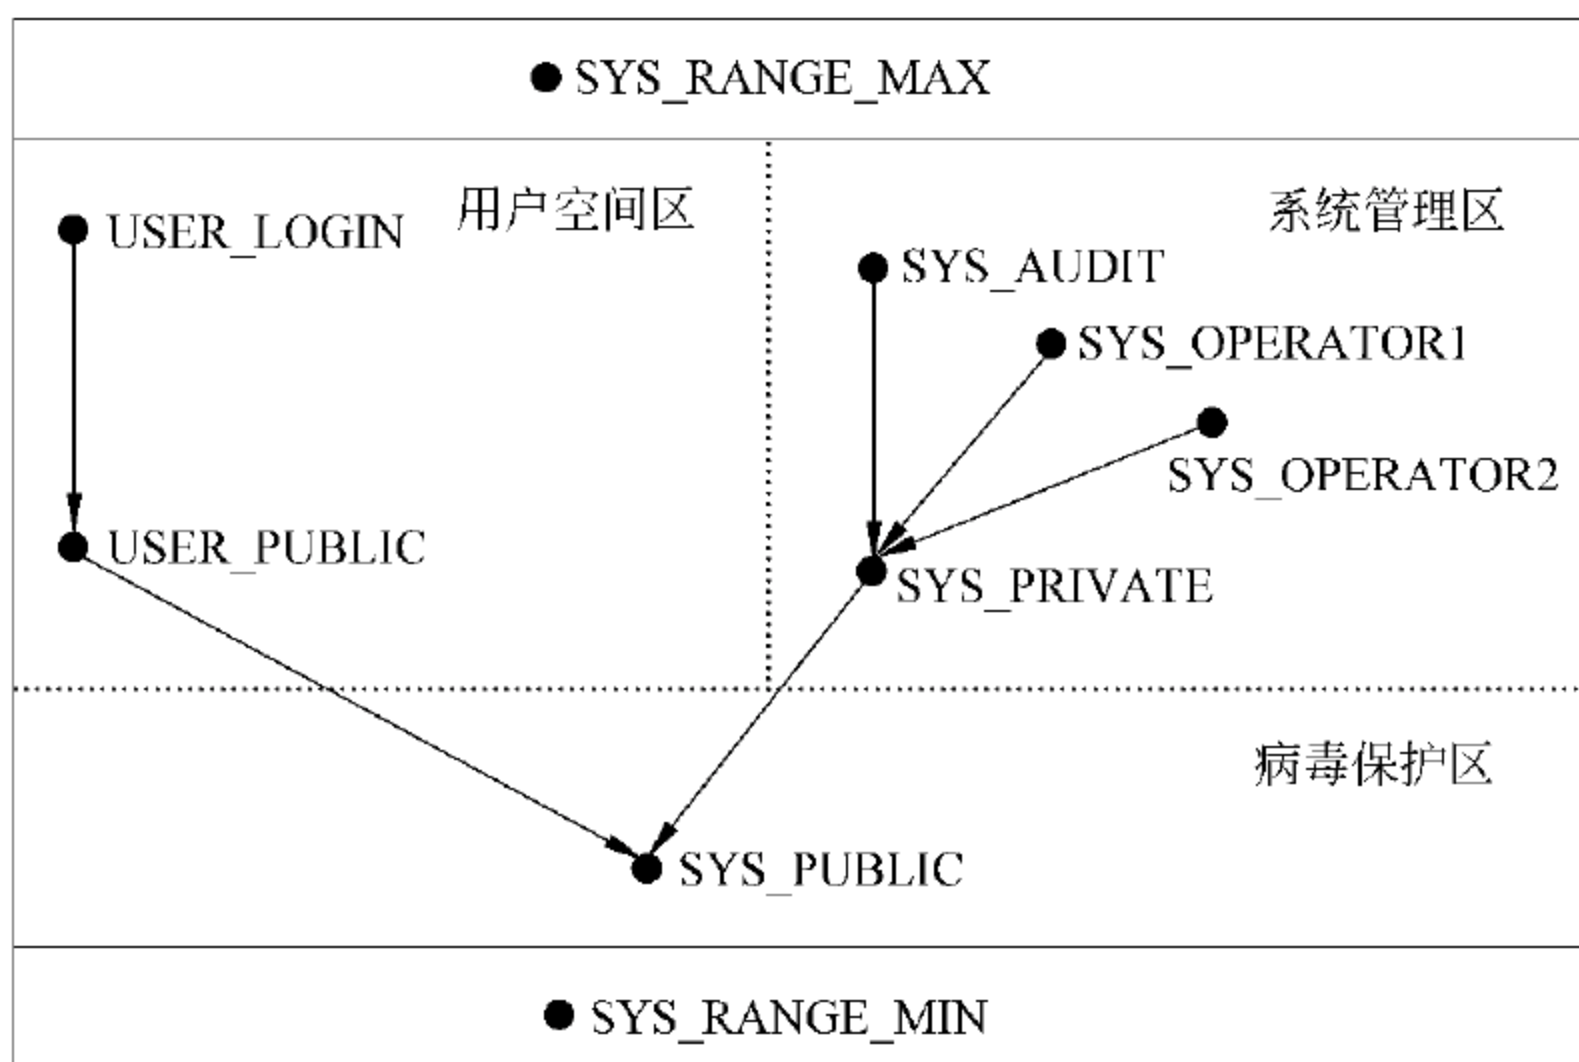 SYS_RANGE_MAX
用户空间区
系统管理区
USER_LOGIN
SYS_AUDIT
SYS_OPERATOR1
SYS_OPERATOR2
USER_PUBLIC
SYS_PRIVATE
病毒保护区
SYS_PUBLIC
SYS_RANGE_MIN